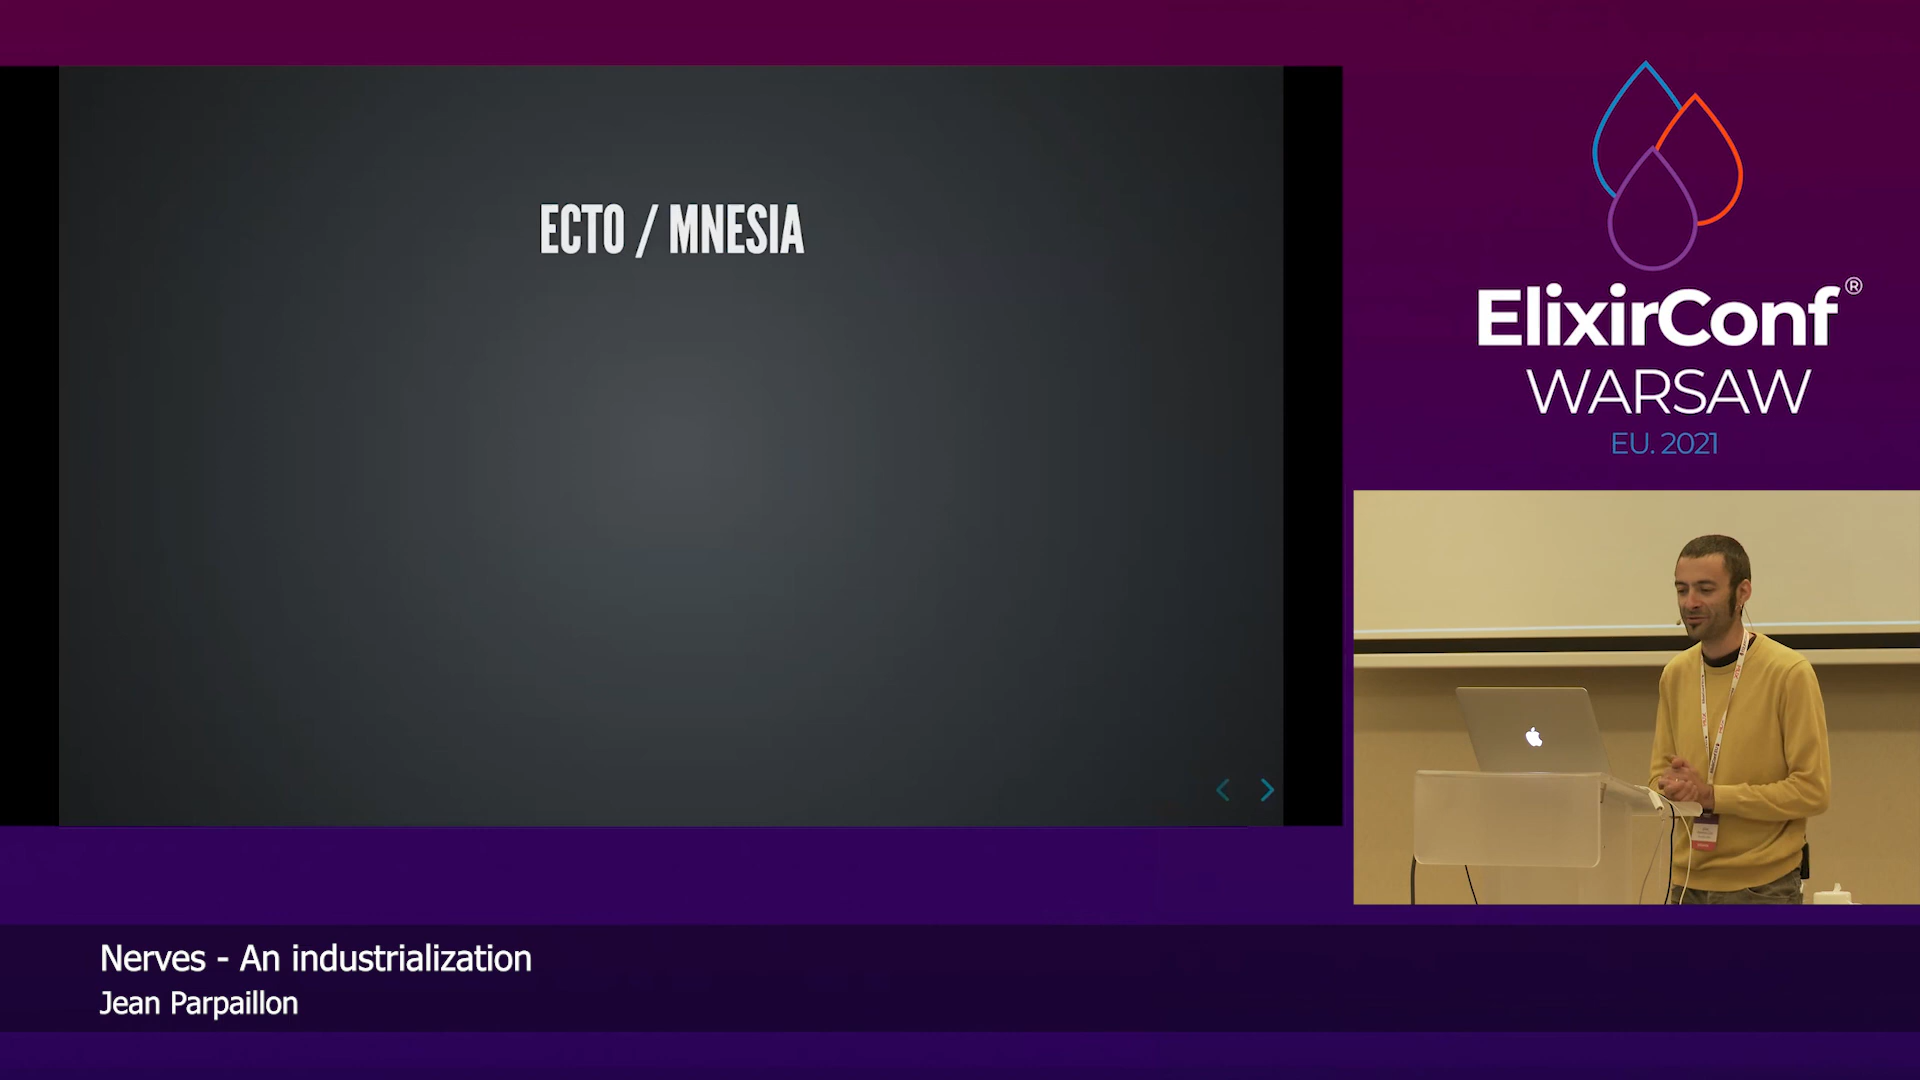 ECTO / MNESIA
ElixirConf®
WARSAW
EU. 2021
Nerves - An industrialization
Jean Parpaillon